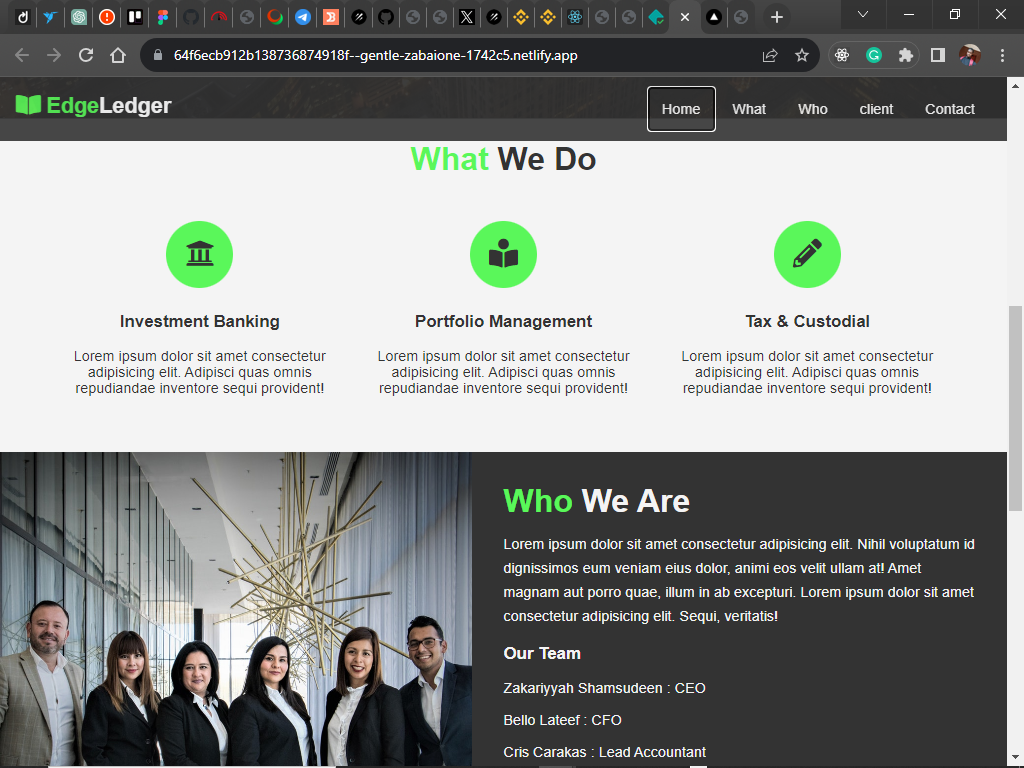 64f6ecb912b138736874918f--gentle-zabaione-1742c5.netlify.app
EdgeLedger
Home What Who client Contact
What We Do
Investment Banking Portfolio Management Tax & Custodial
Lorem ipsum dolor sit amet consectetur Lorem ipsum dolor sit amet consectetur Lorem ipsum dolor sit amet consectetur
adipisicing elit. Adipisci quas omnis adipisicing elit. Adipisci quas omnis adipisicing elit. Adipisci quas omnis
repudiandae inventore sequi provident! repudiandae inventore sequi provident! repudiandae inventore sequi provident!
Who We Are
Lorem ipsum dolor sit amet consectetur adipisicing elit. Nihil voluptatum id
dignissimos eum veniam eius dolor, animi eos velit ullam at! Amet
magnam aut porro quae, illum in ab excepturi. Lorem ipsum dolor sit amet
consectetur adipisicing elit. Sequi, veritatis!
Our Team
Zakariyyah Shamsudeen : CEO
Bello Lateef : CFO
Cris Carakas : Lead Accountant